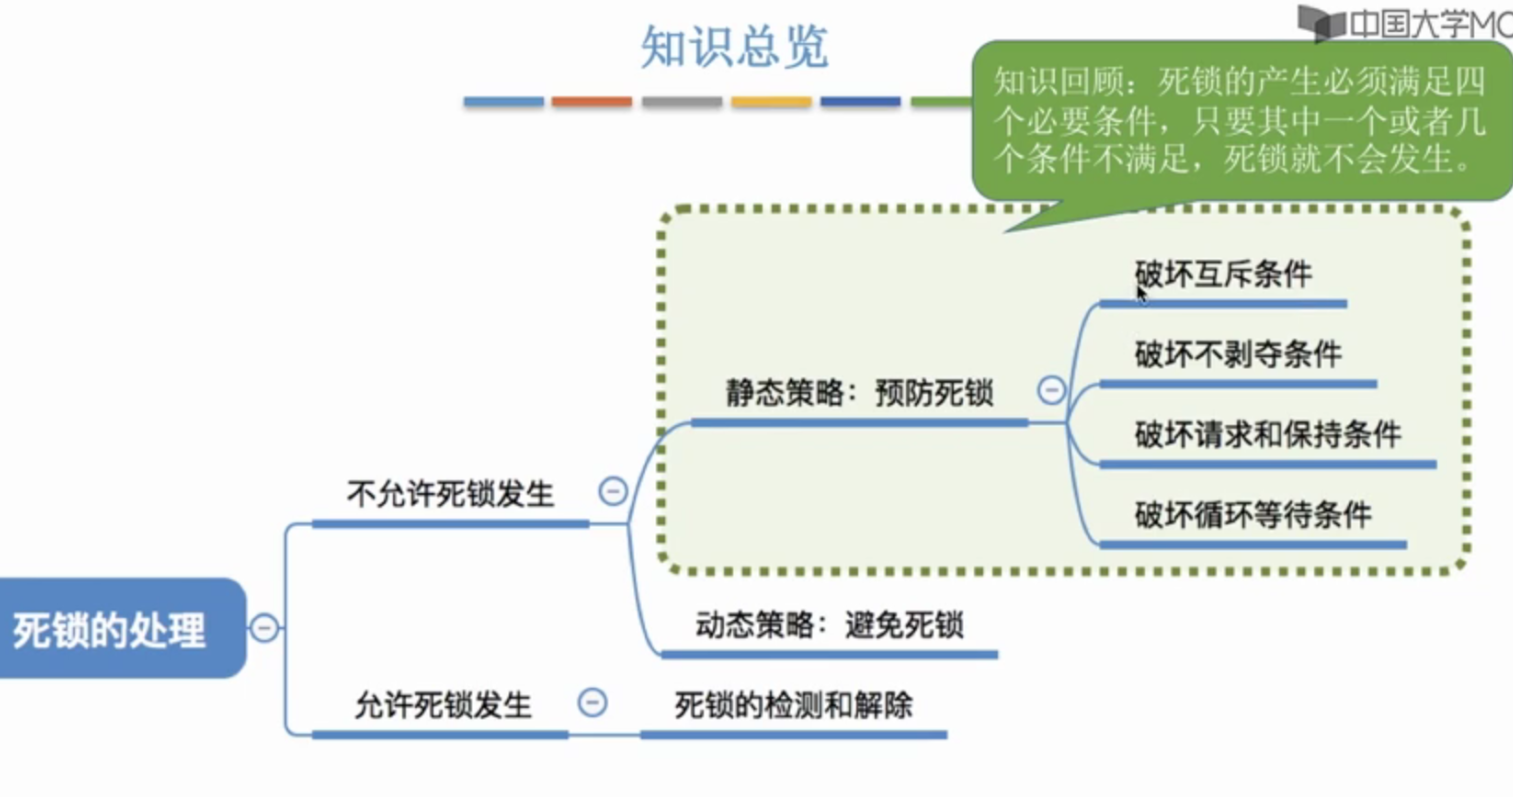 知识总览
中国大学MO
知识回顾：死锁的产生必须满足四
个必要条件，只要其中一个或者几
个条件不满足，死锁就不会发生。
破坏互斥条件
破坏不剥夺条件
静态策略：预防死锁
破坏请求和保持条件
不允许死锁发生
破坏循环等待条件
死锁的处理
动态策略：避免死锁
允许死锁发生
死锁的检测和解除